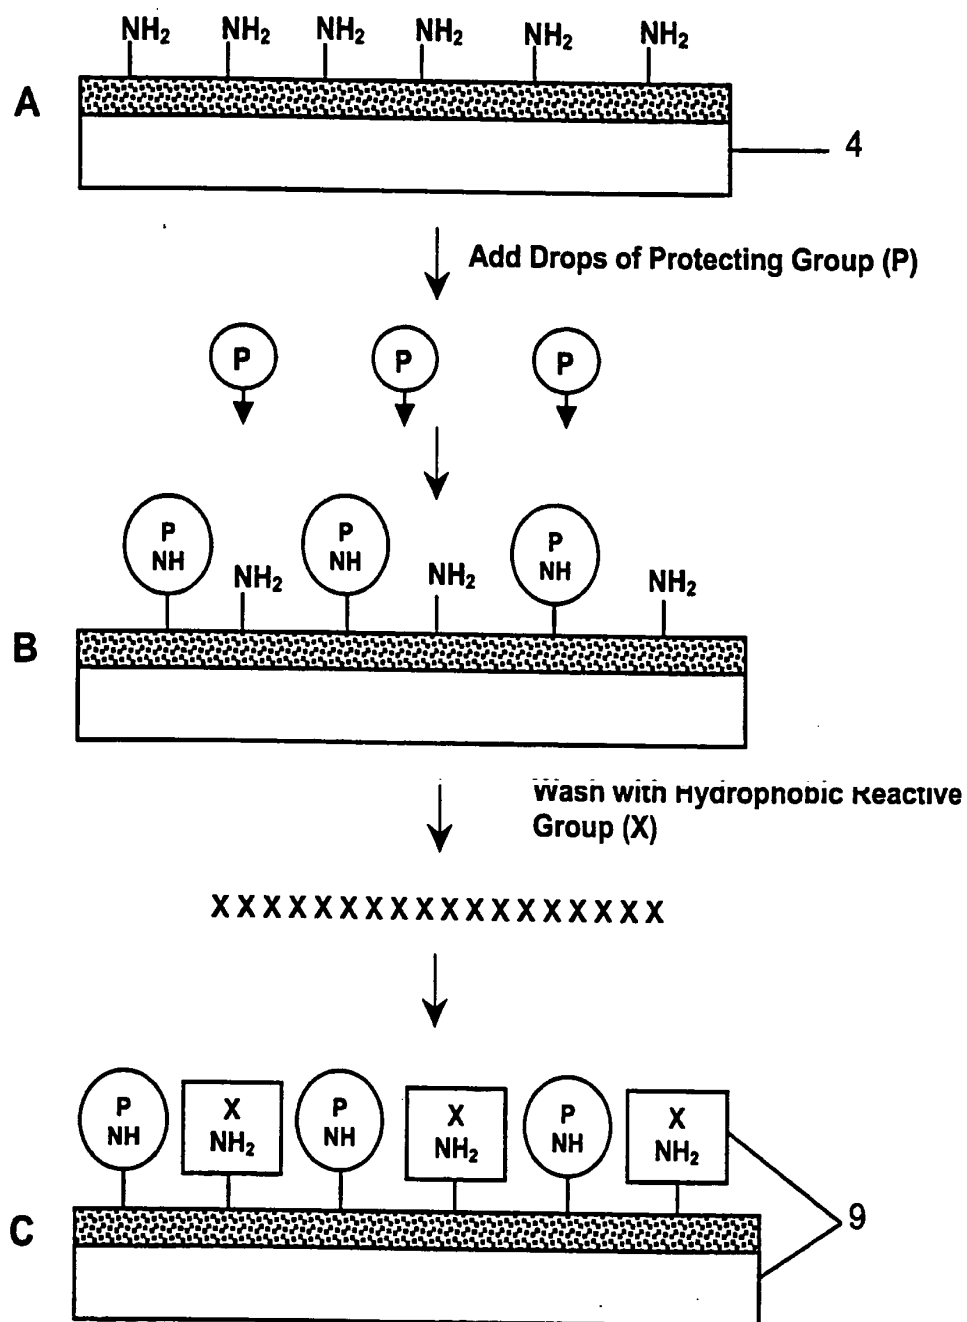 NH₂ NH₂ NH₂ NH₂ NH₂ NH₂
A
4
Add Drops of Protecting Group (P)
P P P
P P P
NH NH NH
NH₂ NH₂ NH₂
B
Wash with Hydrophobic Reactive
Group (X)
X X X X X X X X X X X X X X X X X X
P X P X P X
NH NH₂ NH NH₂ NH NH₂
C
9